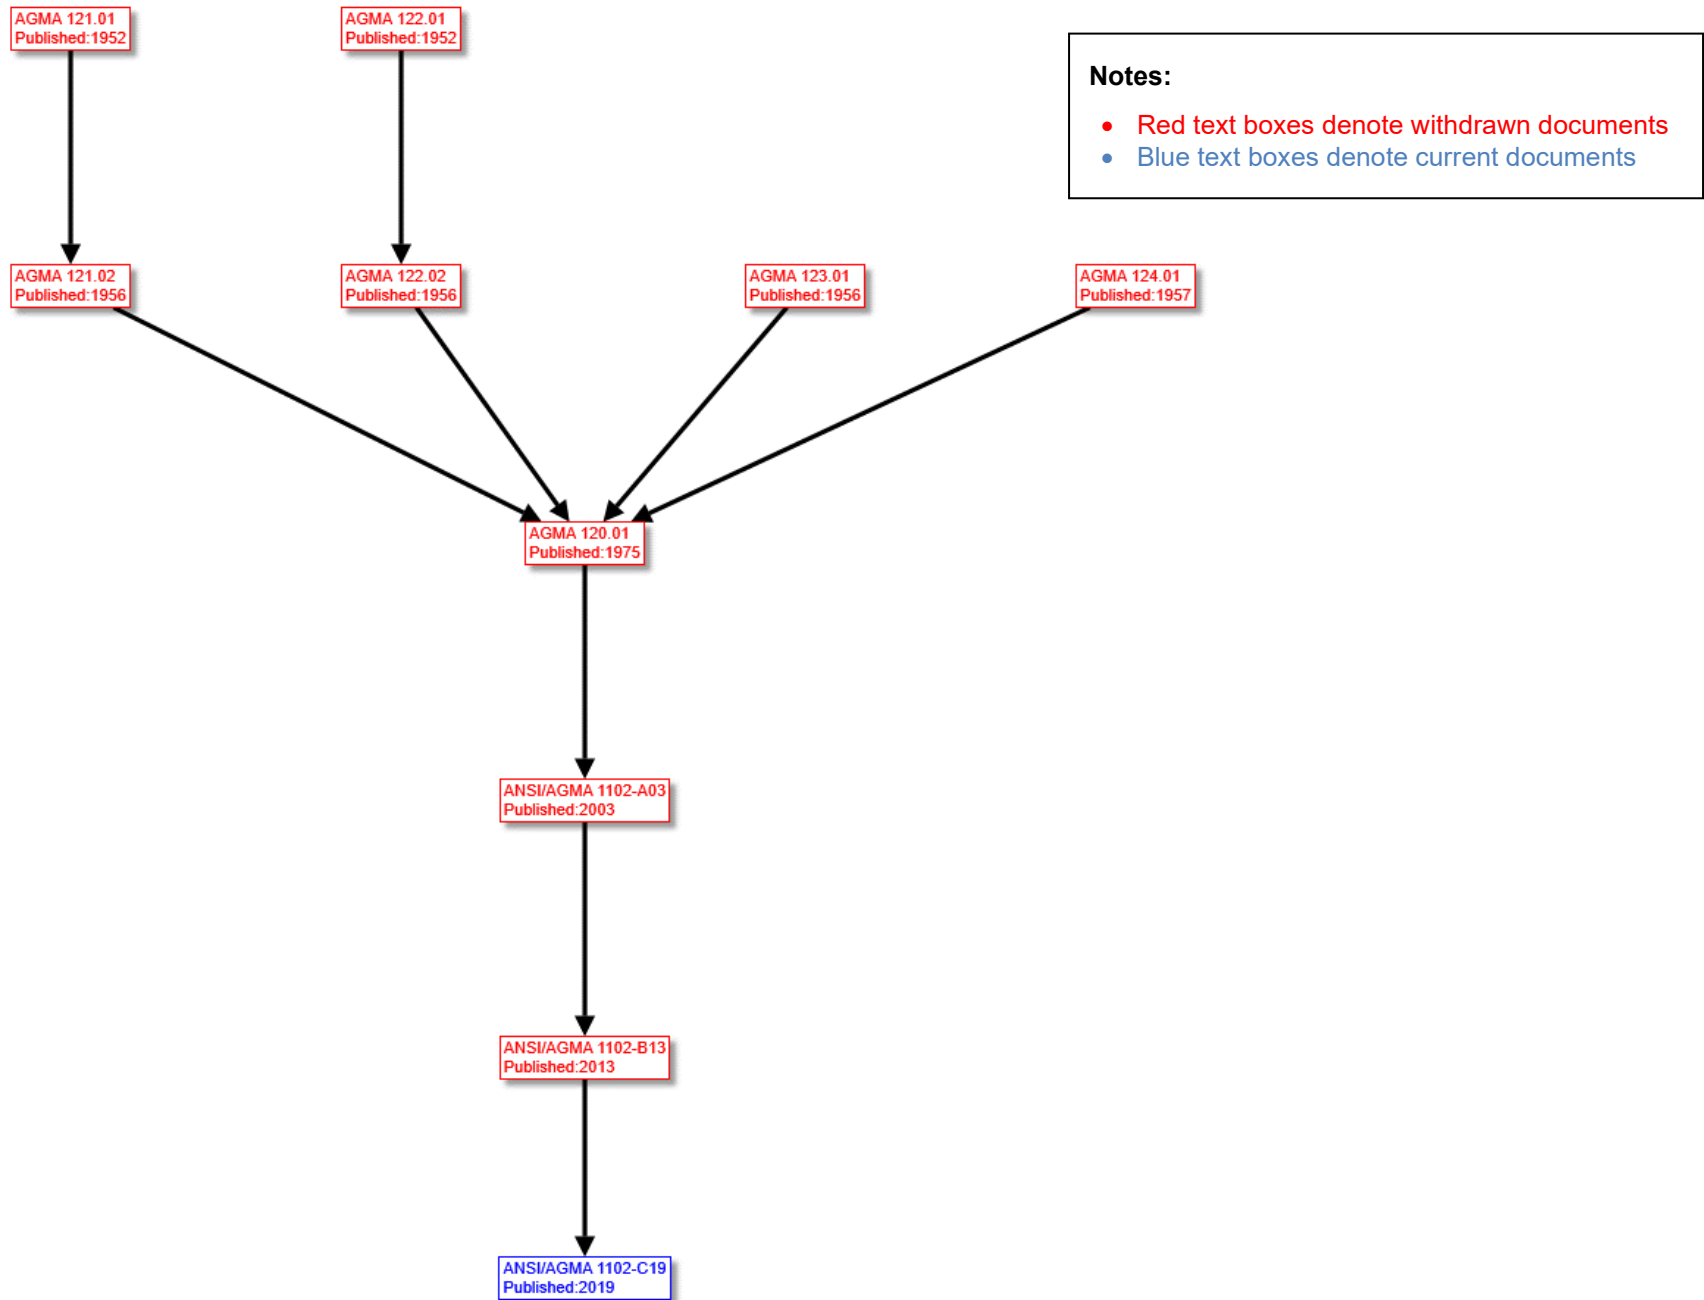 AGMA 121.01
Published:1952
AGMA 122.01
Published:1952
Notes:
• Red text boxes denote withdrawn documents
• Blue text boxes denote current documents
AGMA 121.02
Published:1956
AGMA 122.02
Published:1956
AGMA 123.01
Published:1956
AGMA 124.01
Published:1957
AGMA 120.01
Published:1975
ANSI/AGMA 1102-A03
Published:2003
ANSI/AGMA 1102-B13
Published:2013
ANSI/AGMA 1102-C19
Published:2019